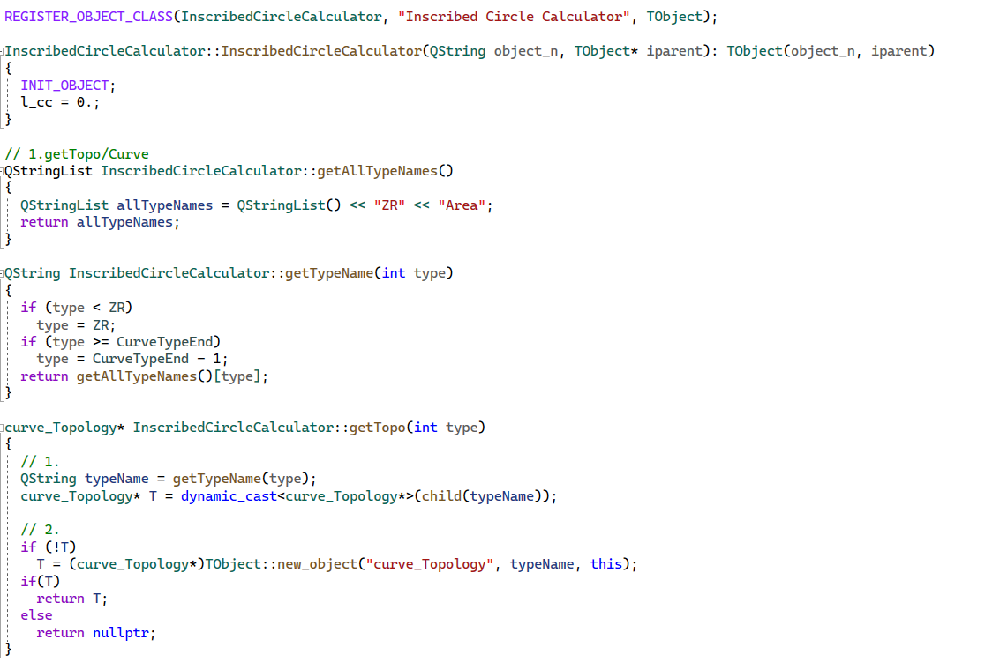 REGISTER_OBJECT_CLASS(InscribedCircleCalculator, "Inscribed Circle Calculator", TObject);

InscribedCircleCalculator::InscribedCircleCalculator(QString object_n, TObject* iparent): TObject(object_n, iparent)
{
  INIT_OBJECT;
  l_cc = 0.;
}

// 1.getTopo/Curve
QStringList InscribedCircleCalculator::getAllTypeNames()
{
  QStringList allTypeNames = QStringList() << "ZR" << "Area";
  return allTypeNames;
}

QString InscribedCircleCalculator::getTypeName(int type)
{
  if (type < ZR)
    type = ZR;
  if (type >= CurveTypeEnd)
    type = CurveTypeEnd - 1;
  return getAllTypeNames()[type];
}

curve_Topology* InscribedCircleCalculator::getTopo(int type)
{
  // 1.
  QString typeName = getTypeName(type);
  curve_Topology* T = dynamic_cast<curve_Topology*>(child(typeName));

  // 2.
  if (!T)
    T = (curve_Topology*)TObject::new_object("curve_Topology", typeName, this);
  if(T)
    return T;
  else
    return nullptr;
}